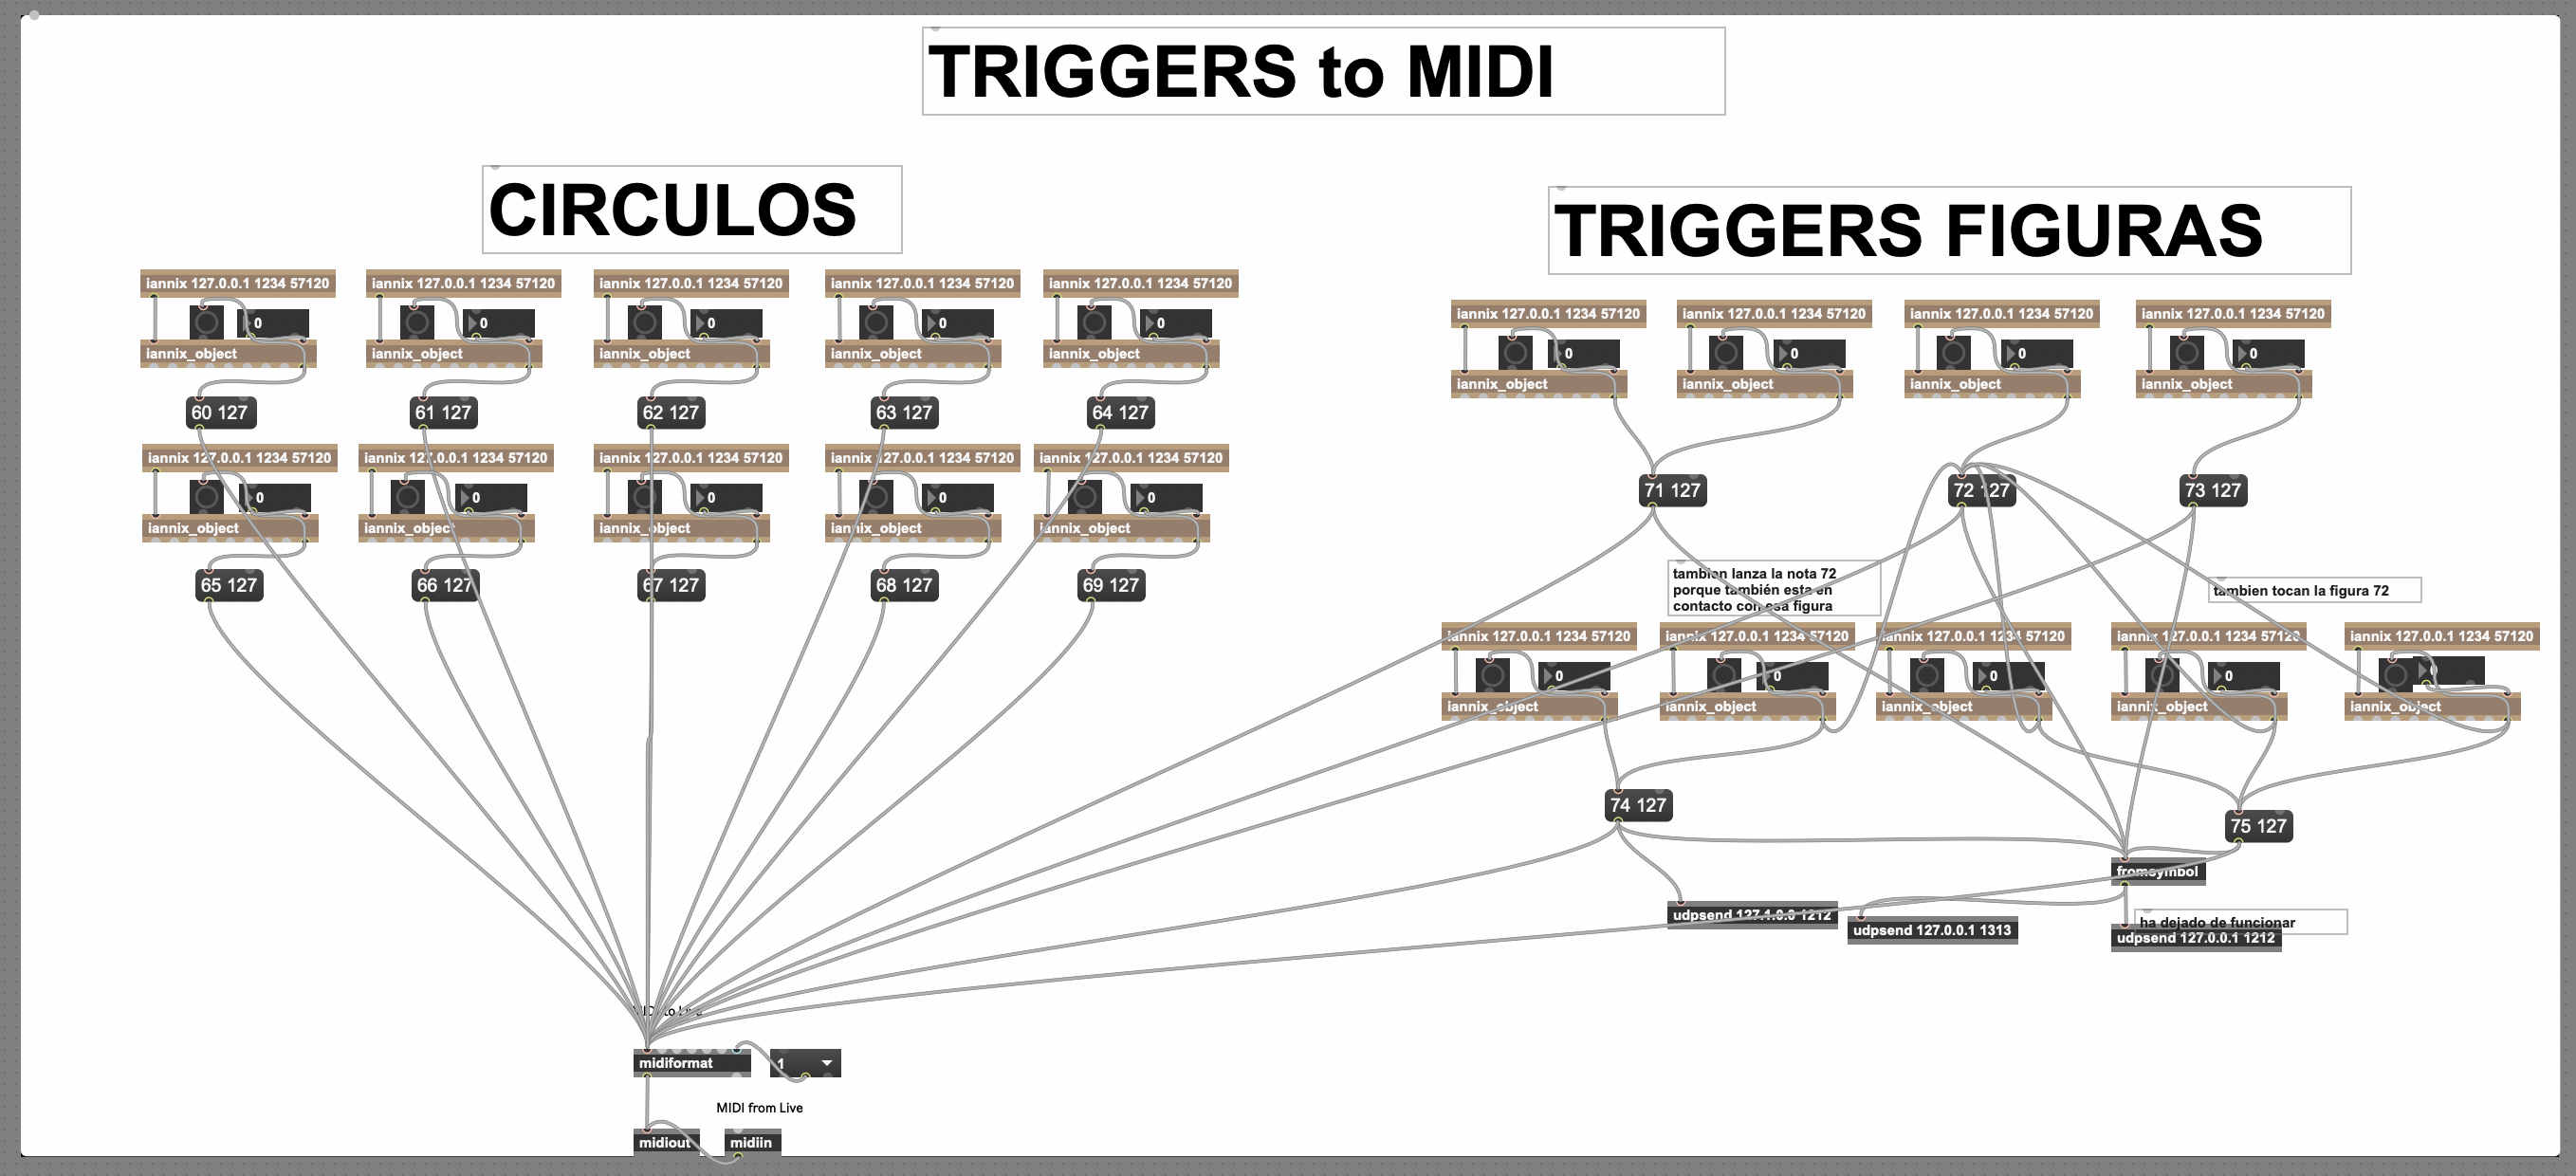 TRIGGERS to MIDI
CIRCULOS
TRIGGERS FIGURAS
iannix 127.0.0.1 1234 57120
iannix 127.0.0.1 1234 57120
iannix 127.0.0.1 1234 57120
iannix 127.0.0.1 1234 57120
iannix 127.0.0.1 1234 57120
0
0
0
0
0
iannix_object
iannix_object
iannix_object
iannix_object
iannix_object
60 127
61 127
62 127
63 127
64 127
iannix 127.0.0.1 1234 57120
iannix 127.0.0.1 1234 57120
iannix 127.0.0.1 1234 57120
iannix 127.0.0.1 1234 57120
iannix 127.0.0.1 1234 57120
0
0
0
0
0
iannix_object
iannix_object
iannix_object
iannix_object
iannix_object
65 127
66 127
67 127
68 127
69 127
iannix 127.0.0.1 1234 57120
iannix 127.0.0.1 1234 57120
iannix 127.0.0.1 1234 57120
iannix 127.0.0.1 1234 57120
0
0
0
0
iannix_object
iannix_object
iannix_object
iannix_object
71 127
72 127
73 127
tambien lanza la nota 72
porque también esta en
contacto con esa figura
tambien tocan la figura 72
iannix 127.0.0.1 1234 57120
iannix 127.0.0.1 1234 57120
iannix 127.0.0.1 1234 57120
iannix 127.0.0.1 1234 57120
iannix 127.0.0.1 1234 57120
0
0
0
0
0
iannix_object
iannix_object
iannix_object
iannix_object
iannix_object
74 127
75 127
fromsymbol
udpsend 127.1.0.0 1212
udpsend 127.0.0.1 1313
ha dejado de funcionar
udpsend 127.0.0.1 1212
MIDI to Live
midiformat
1
MIDI from Live
midiout
midiin